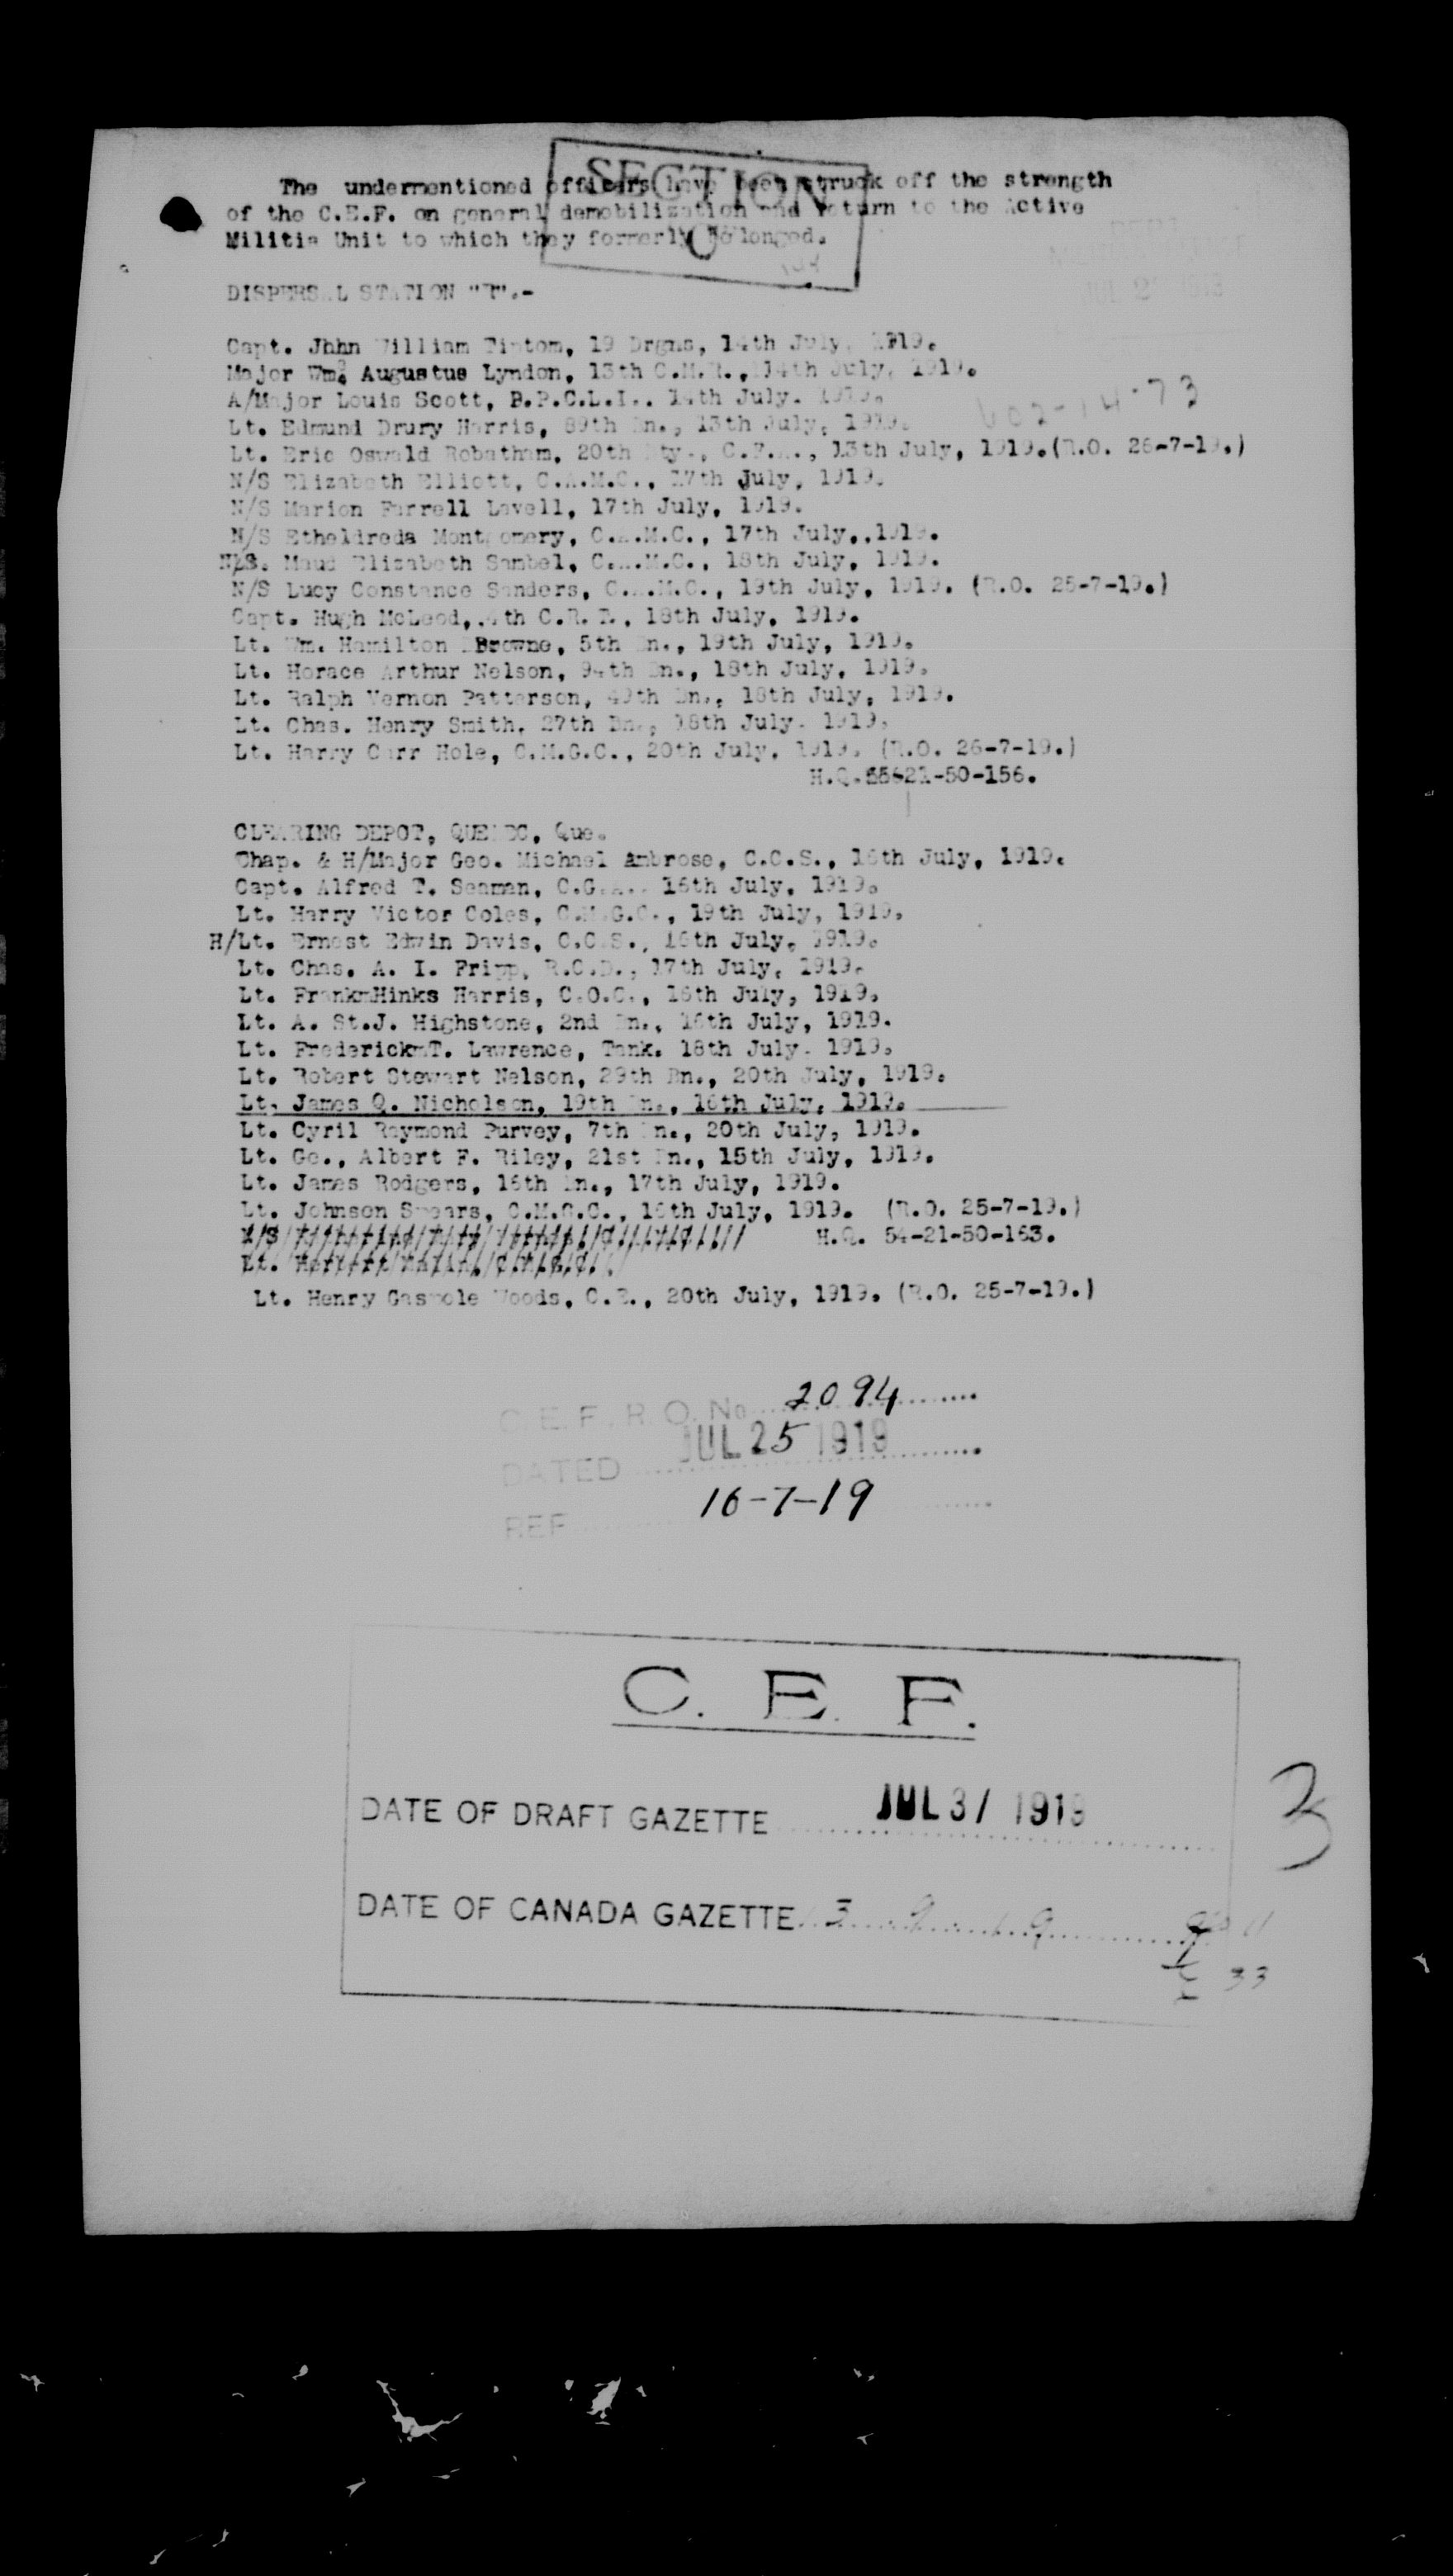 SECTION
C
The undermentioned officers have been struck off the strength
of the C.E.F. on general demobilization and return to the Active
Militia Unit to which they formerly belonged.
DISPERSAL STATION "T".-
Capt. Jhhn William Tintom, 19 Drgns, 14th July, 1919.
Major Wm. Augustus Lyndon, 13th C.M.R., 14th July, 1919.
A/Major Louis Scott, P.P.C.L.I.. 14th July. 1919.
Lt. Edmund Drury Harris, 89th Bn., 13th July, 1919.
Lt. Eric Oswald Robatham, 20th Bty., C.F.A., 13th July, 1919.(R.O. 26-7-19.)
N/S Elizabeth Elliott, C.A.M.C., 17th July, 1919.
N/S Marion Farrell Lavell, 17th July, 1919.
N/S Etheldreda Montgomery, C.A.M.C., 17th July,.1919.
N/S. Maud Elizabeth Sambel, C.A.M.C., 18th July, 1919.
N/S Lucy Constance Sanders, C.A.M.C., 19th July, 1919. (R.O. 25-7-19.)
Capt. Hugh McLeod,.4th C.R.T., 18th July, 1919.
Lt. Wm. Hamilton Browne, 5th Bn., 19th July, 1919.
Lt. Horace Arthur Nelson, 94th Bn., 18th July, 1919.
Lt. Ralph Vernon Patterson, 49th Bn., 18th July, 1919.
Lt. Chas. Henry Smith, 27th Bn., 18th July. 1919.
Lt. Harry Carr Hole, C.M.G.C., 20th July, 1919. (R.O. 26-7-19.)
H.Q. 21-50-156.
CLEARING DEPOT, QUEBEC, Que.
Chap. & H/Major Geo. Michael Ambrose, C.C.S., 16th July, 1919.
Capt. Alfred T. Seaman, C.G.A.. 16th July, 1919.
Lt. Harry Victor Coles, C.M.G.C., 19th July, 1919.
H/Lt. Ernest Edwin Davis, C.C.S., 16th July, 1919.
Lt. Chas. A. I. Fripp, R.C.D., 17th July, 1919.
Lt. FrankmHinks Harris, C.O.C., 16th July, 1919.
Lt. A. St.J. Highstone, 2nd Bn., 16th July, 1919.
Lt. FrederickmT. Lawrence, Tank. 18th July. 1919.
Lt. Robert Stewart Nelson, 29th Bn., 20th July, 1919.
Lt. James Q. Nicholson, 19th Bn., 16th July, 1919.
Lt. Cyril Raymond Purvey, 7th Bn., 20th July, 1919.
Lt. Ge., Albert F. Riley, 21st Bn., 15th July, 1919.
Lt. James Rodgers, 16th Bn., 17th July, 1919.
Lt. Johnson Spears, C.M.G.C., 16th July, 1919. (R.O. 25-7-19.)
H.Q. 54-21-50-163.
Lt.
Lt. Henry Gaspole Woods, C.E., 20th July, 1919. (R.O. 25-7-19.)
C.E.F. R.O. No 2094
DATED JUL 25 1919
REF 16-7-19
C. E. F.
DATE OF DRAFT GAZETTE JUL 31 1919
3
DATE OF CANADA GAZETTE 3 9 19
33